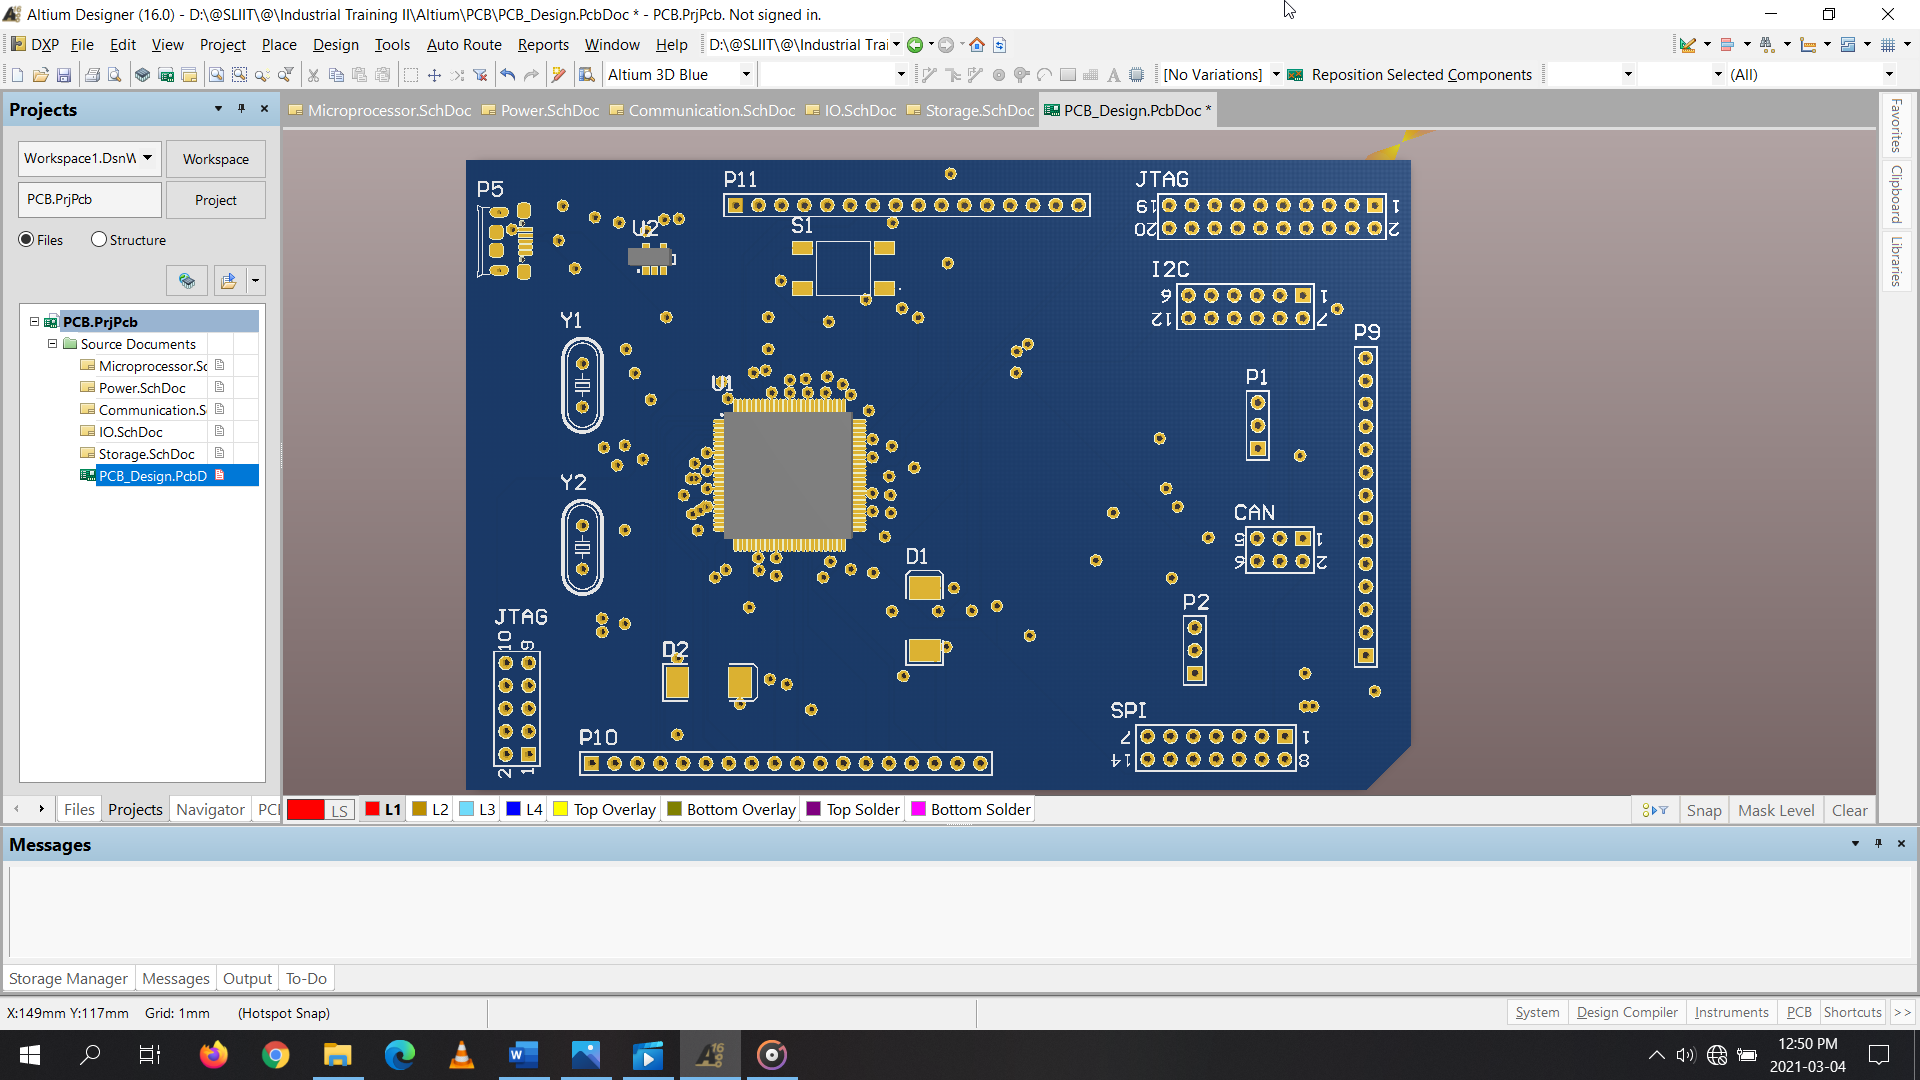 Altium Designer (16.0) - D:\@SLIIT\@\Industrial Training II\Altium\PCB\PCB_Design.PcbDoc * - PCB.PrjPcb. Not signed in.
DXP File Edit View Project Place Design Tools Auto Route Reports Window Help D:\@SLIIT\@\Industrial Trai
Altium 3D Blue [No Variations] Reposition Selected Components (All)
Projects
Microprocessor.SchDoc Power.SchDoc Communication.SchDoc IO.SchDoc Storage.SchDoc PCB_Design.PcbDoc *
Workspace1.DsnW Workspace
PCB.PrjPcb Project
Files Structure
PCB.PrjPcb
Source Documents
Microprocessor.Sc
Power.SchDoc
Communication.S
IO.SchDoc
Storage.SchDoc
PCB_Design.PcbD
Favorites
Clipboard
Libraries
P5
P11
JTAG
19 1
20 2
U2
S1
I2C
6 1
12 7
Y1
P9
P1
U1
Y2
CAN
5 1
6 2
D1
P2
JTAG
10 9
2 1
D2
SPI
7 1
14 8
P10
Files Projects Navigator PCI LS L1 L2 L3 L4 Top Overlay Bottom Overlay Top Solder Bottom Solder Snap Mask Level Clear
Messages
Storage Manager Messages Output To-Do
X:149mm Y:117mm Grid: 1mm (Hotspot Snap) System Design Compiler Instruments PCB Shortcuts >>
12:50 PM
2021-03-04